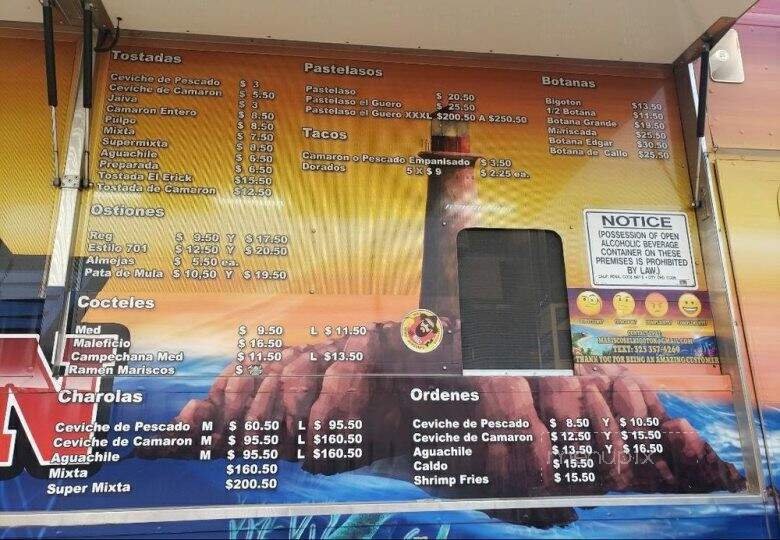 Tostadas
Ceviche de Pescado $ 3
Ceviche de Camaron $ 5.50
Jaiva $ 3
Camaron Entero $ 8.50
Pulpo $ 8.50
Mixta $ 7.50
Supermixta $ 8.50
Aguachile $ 6.50
Preparada $ 6.50
Tostada El Erick $15.50
Tostada de Camaron $12.50
Ostiones
Reg $ 9.50 Y $17.50
Estilo 701 $ 12.50 Y $ 20.50
Almejas $ 5.50 ea.
Pata de Mula $ 10,50 Y $ 19.50
Cocteles
Med $ 9.50 L $ 11.50
Maleficio $ 16.50
Campechana Med $ 11.50 L $13.50
Ramen Mariscos $
Charolas
Ceviche de Pescado M $ 60.50 L $ 95.50
Ceviche de Camaron M $ 95.50 L $160.50
Aguachile M $ 95.50 L $160.50
Mixta $160.50
Super Mixta $200.50
Pastelasos
Pastelaso $ 20.50
Pastelaso el Guero $ 25.50
Pastelaso el Guero XXXL $200.50 A $250.50
Tacos
Camaron o Pescado Empanisado $ 3.50
Dorados 5 X $ 9 $ 2.25 ea.
Botanas
Bigoton $13.50
1/2 Botana $11.50
Botana Grande $19.50
Mariscada $25.50
Botana Edgar $30.50
Botana de Callo $25.50
NOTICE
(POSSESSION OF OPEN
ALCOHOLIC BEVERAGE
CONTAINER ON THESE
PREMISES IS PROHIBITED
BY LAW.)
MARISCOSELBIGOTON@GMAIL.COM
TEXT: 323 357-4269
THANK YOU FOR BEING AN AMAZING CUSTOMER
Ordenes
Ceviche de Pescado $ 8.50 Y $ 10.50
Ceviche de Camaron $ 12.50 Y $ 15.50
Aguachile $ 13.50 Y $ 16.50
Caldo $ 15.50
Shrimp Fries $ 15.50
menupix
N